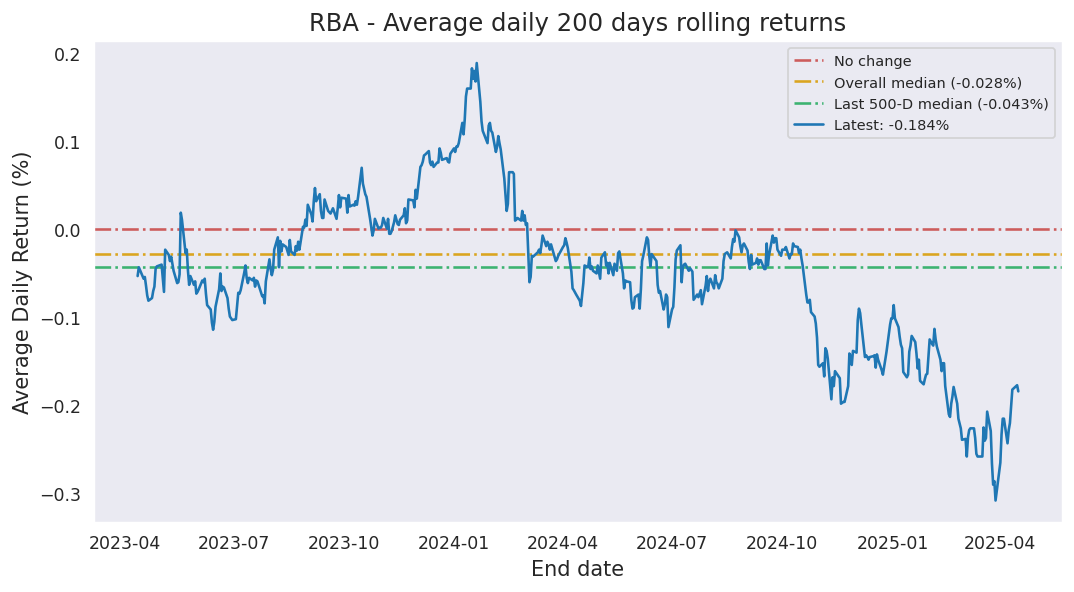 RBA - Average daily 200 days rolling returns
No change
Overall median (-0.028%)
Last 500-D median (-0.043%)
Latest: -0.184%
Average Daily Return (%)
0.2
0.1
0.0
−0.1
−0.2
−0.3
2023-04 2023-07 2023-10 2024-01 2024-04 2024-07 2024-10 2025-01 2025-04
End date